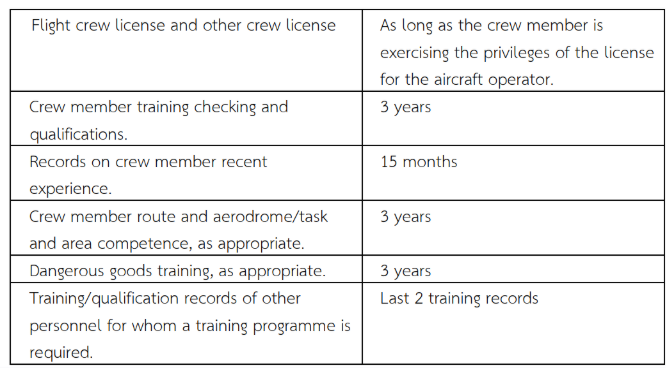 Flight crew license and other crew license
As long as the crew member is
exercising the privileges of the license
for the aircraft operator.
Crew member training checking and
qualifications.
3 years
Records on crew member recent
experience.
15 months
Crew member route and aerodrome/task
and area competence, as appropriate.
3 years
Dangerous goods training, as appropriate.
3 years
Training/qualification records of other
personnel for whom a training programme is
required.
Last 2 training records